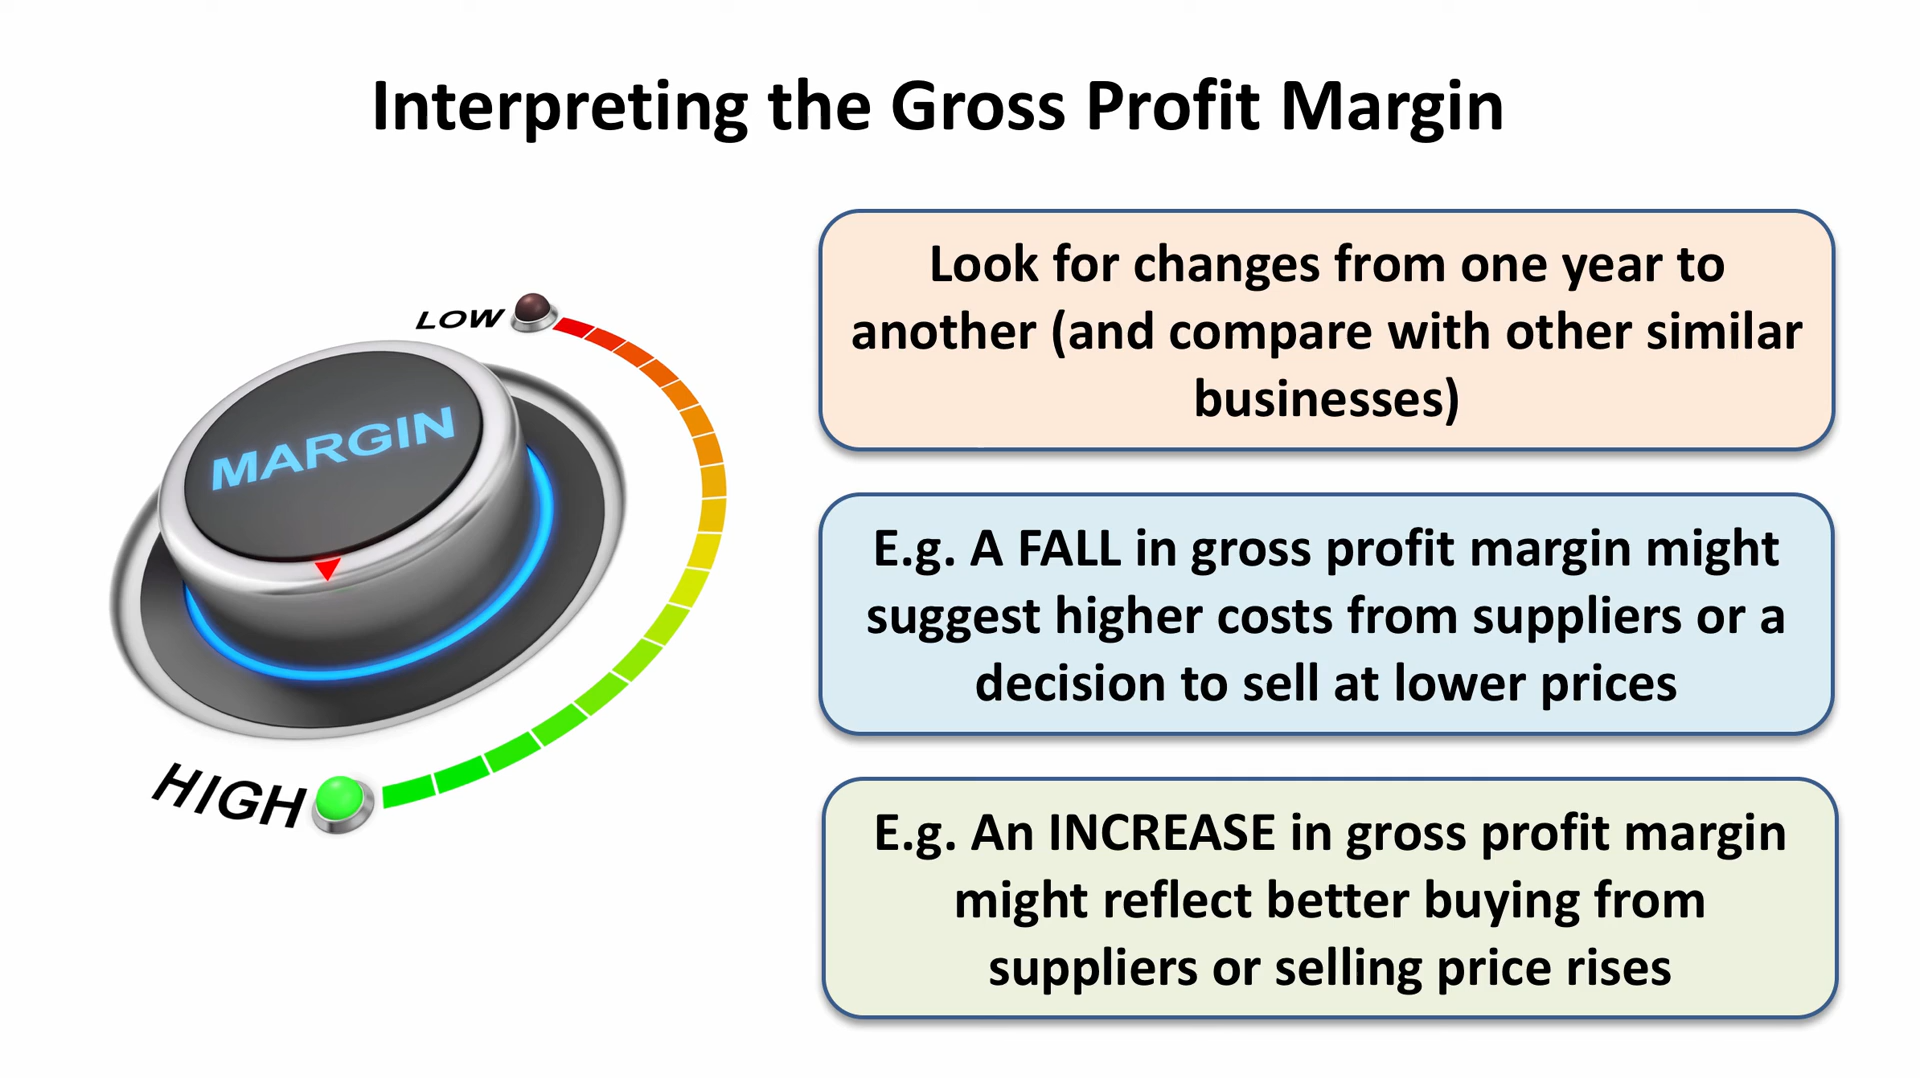 Interpreting the Gross Profit Margin
LOW
MARGIN
HIGH
Look for changes from one year to
another (and compare with other similar
businesses)
E.g. A FALL in gross profit margin might
suggest higher costs from suppliers or a
decision to sell at lower prices
E.g. An INCREASE in gross profit margin
might reflect better buying from
suppliers or selling price rises